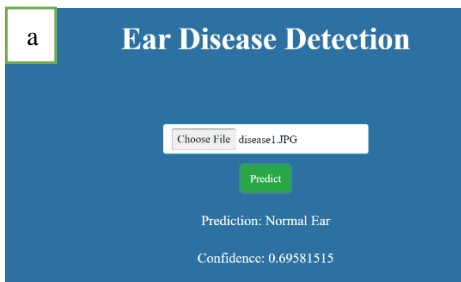 a
Ear Disease Detection
Choose File disease1.JPG
Predict
Prediction: Normal Ear
Confidence: 0.69581515